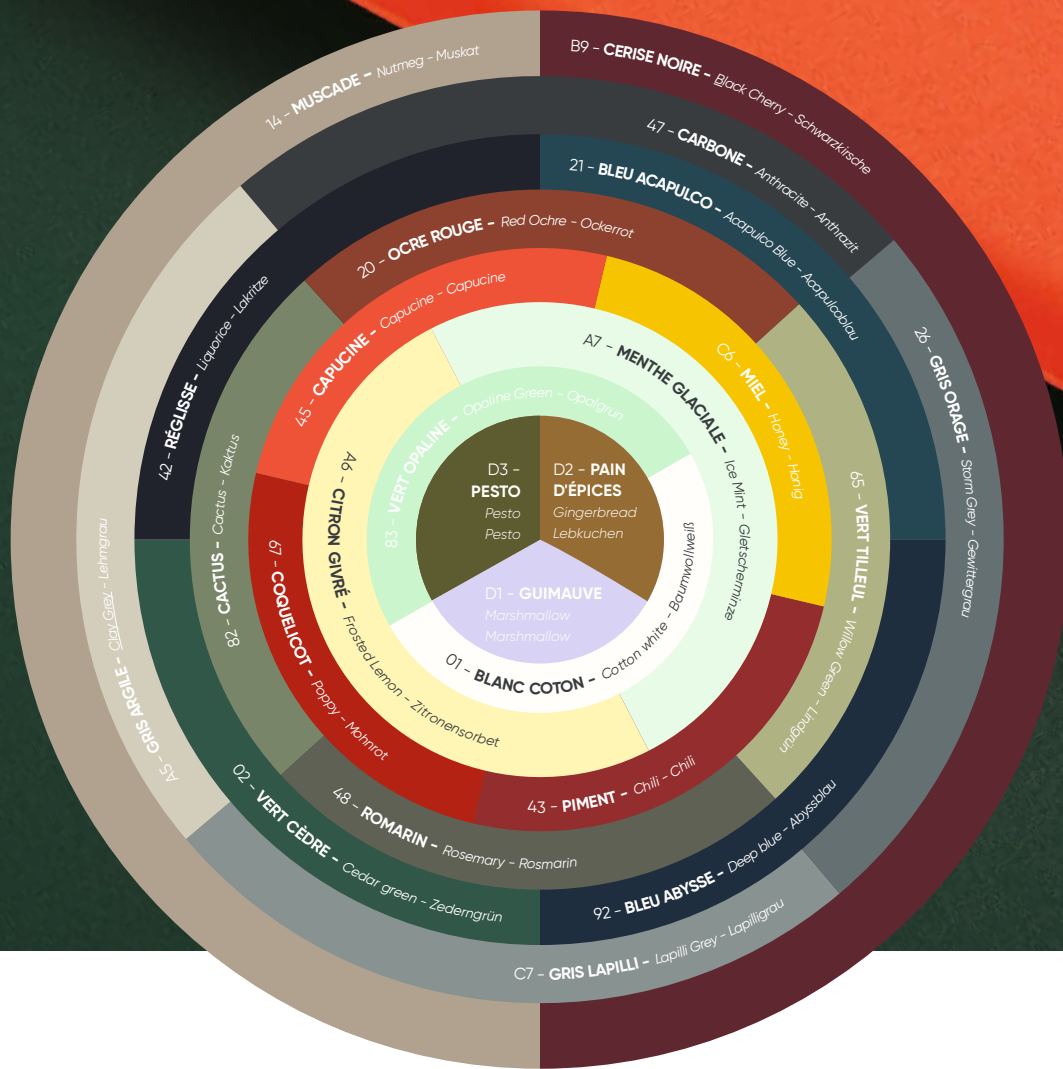 14 - MUSCADE - Nutmeg - Muskat
B9 - CERISE NOIRE - Black Cherry - Schwarzkirsche
47 - CARBONE - Anthracite - Anthrazit
26 - GRIS ORAGE - Storm Grey - Gewittergrau
C7 - GRIS LAPILLI - Lapilli Grey - Lapilligrau
A5 - GRIS ARGILE - Clay Grey - Lehmgrau
42 - RÉGLISSE - Liquorice - Lakritze
21 - BLEU ACAPULCO - Acapulco Blue - Acapulcoblau
92 - BLEU ABYSSE - Deep blue - Abyssblau
02 - VERT CÈDRE - Cedar green - Zederngrün
20 - OCRE ROUGE - Red Ochre - Ockerrot
65 - VERT TILLEUL - Willow Green - Lindgrün
48 - ROMARIN - Rosemary - Rosmarin
82 - CACTUS - Cactus - Kaktus
45 - CAPUCINE - Capucine - Capucine
C6 - MIEL - Honey - Honig
43 - PIMENT - Chili - Chili
67 - COQUELICOT - Poppy - Mohnrot
A7 - MENTHE GLACIALE - Ice Mint - Gletscherminze
A6 - CITRON GIVRÉ - Frosted Lemon - Zitronensorbet
83 - VERT OPALINE - Opaline Green - Opalgrün
01 - BLANC COTON - Cotton white - Baumwollweiß
D3 -
PESTO
Pesto
Pesto
D2 - PAIN
D'ÉPICES
Gingerbread
Lebkuchen
D1 - GUIMAUVE
Marshmallow
Marshmallow